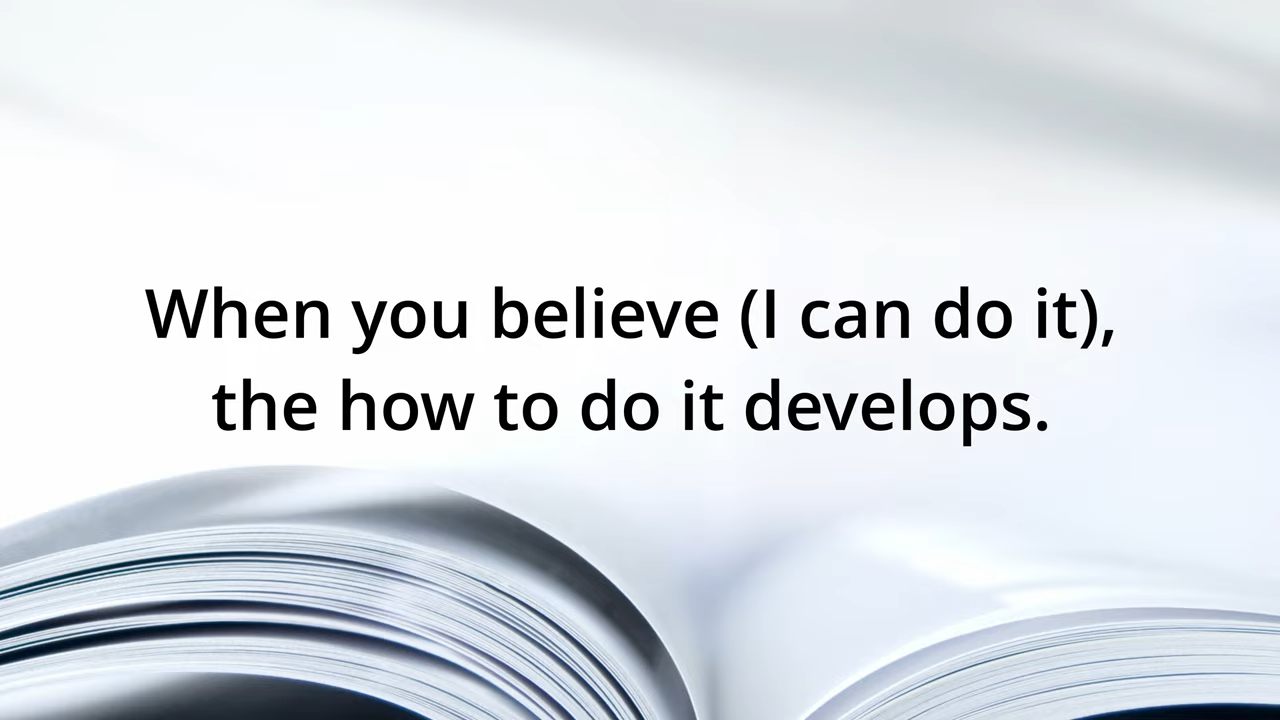 When you believe (I can do it),
the how to do it develops.